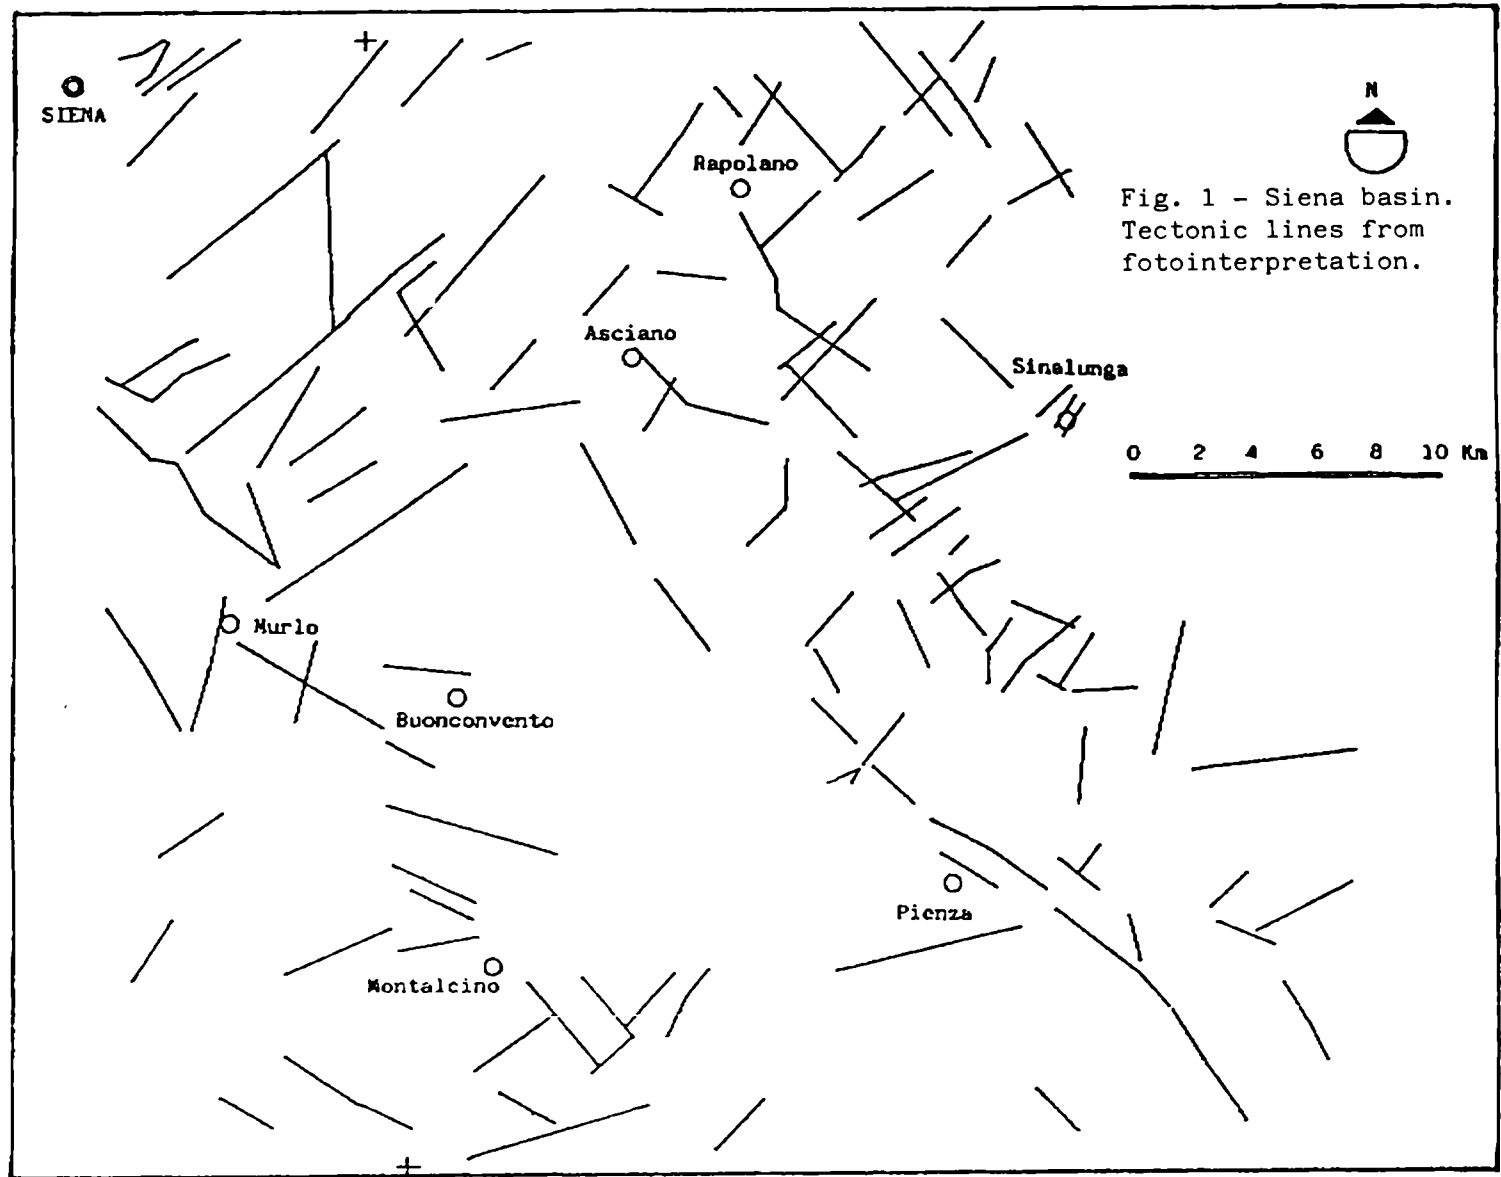 SIENA
N
Rapolano
Fig. 1 - Siena basin.
Tectonic lines from
fotointerpretation.
Asciano
Sinalunga
0 2 4 6 8 10 Km
Murlo
Buonconvento
Pienza
Montalcino